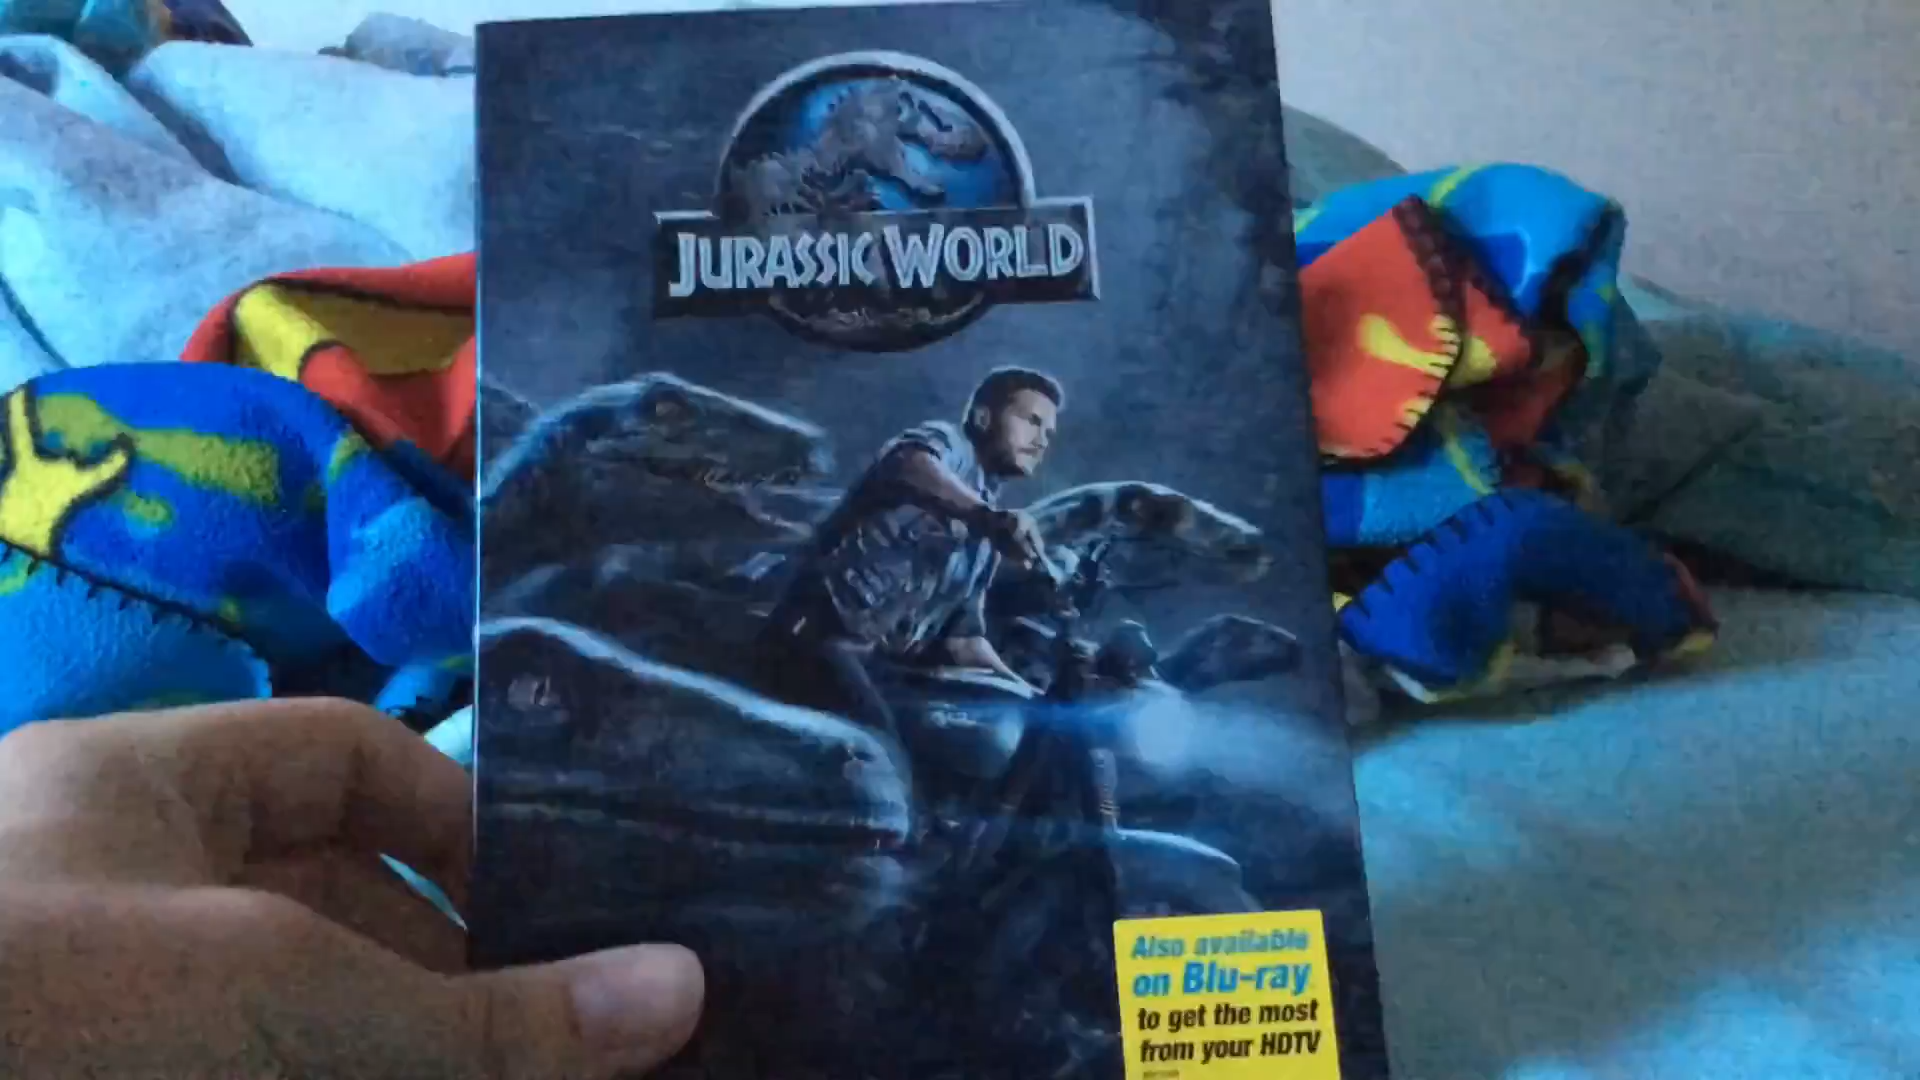 JURASSIC WORLD
Also available
on Blu-ray
to get the most
from your HDTV